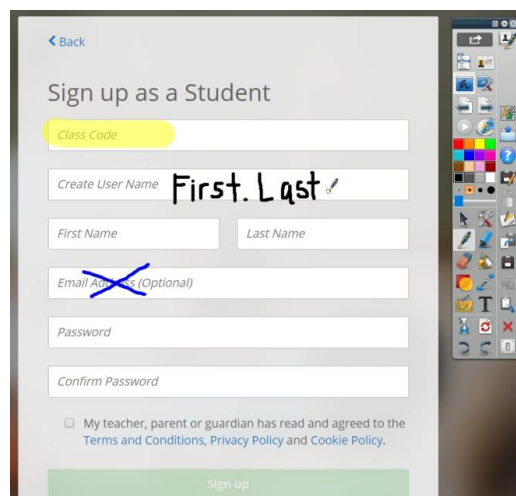 Back
Sign up as a Student
Class Code
Create User Name First. Last
First Name Last Name
Email Address (Optional)
Password
Confirm Password
My teacher, parent or guardian has read and agreed to the
Terms and Conditions, Privacy Policy and Cookie Policy.
Sign up